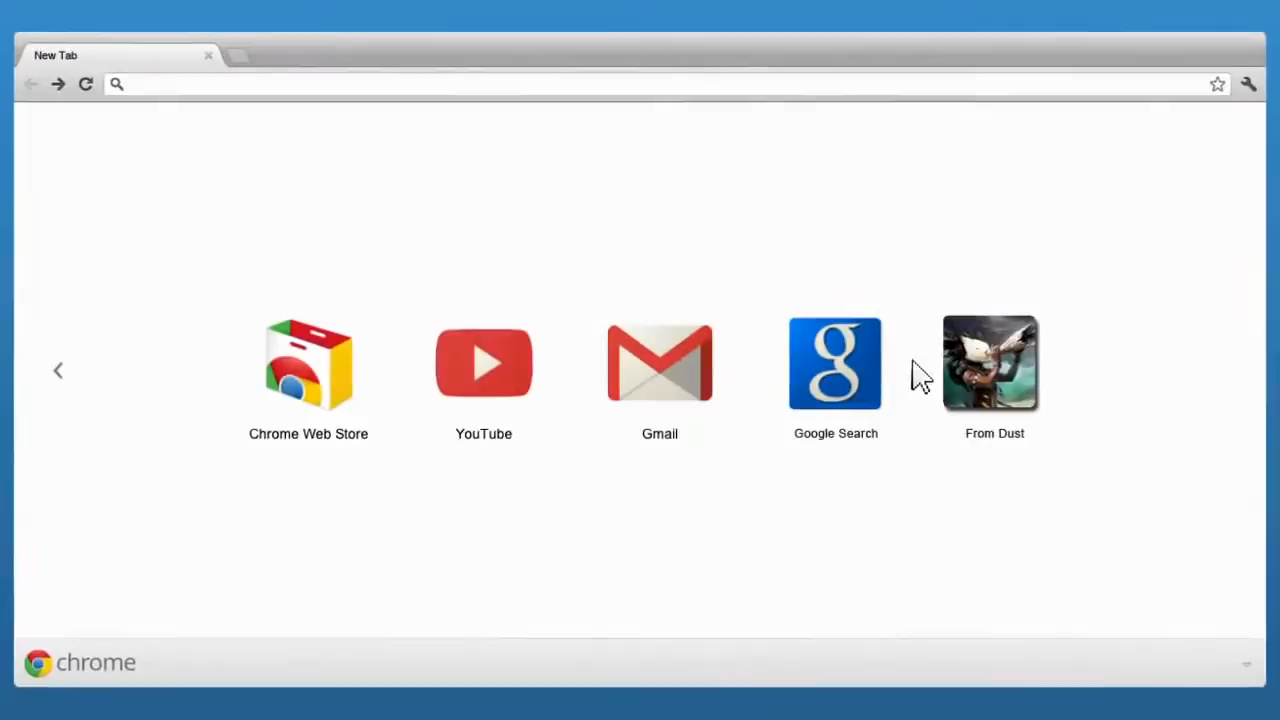 New Tab
Chrome Web Store
YouTube
Gmail
g
Google Search
From Dust
chrome